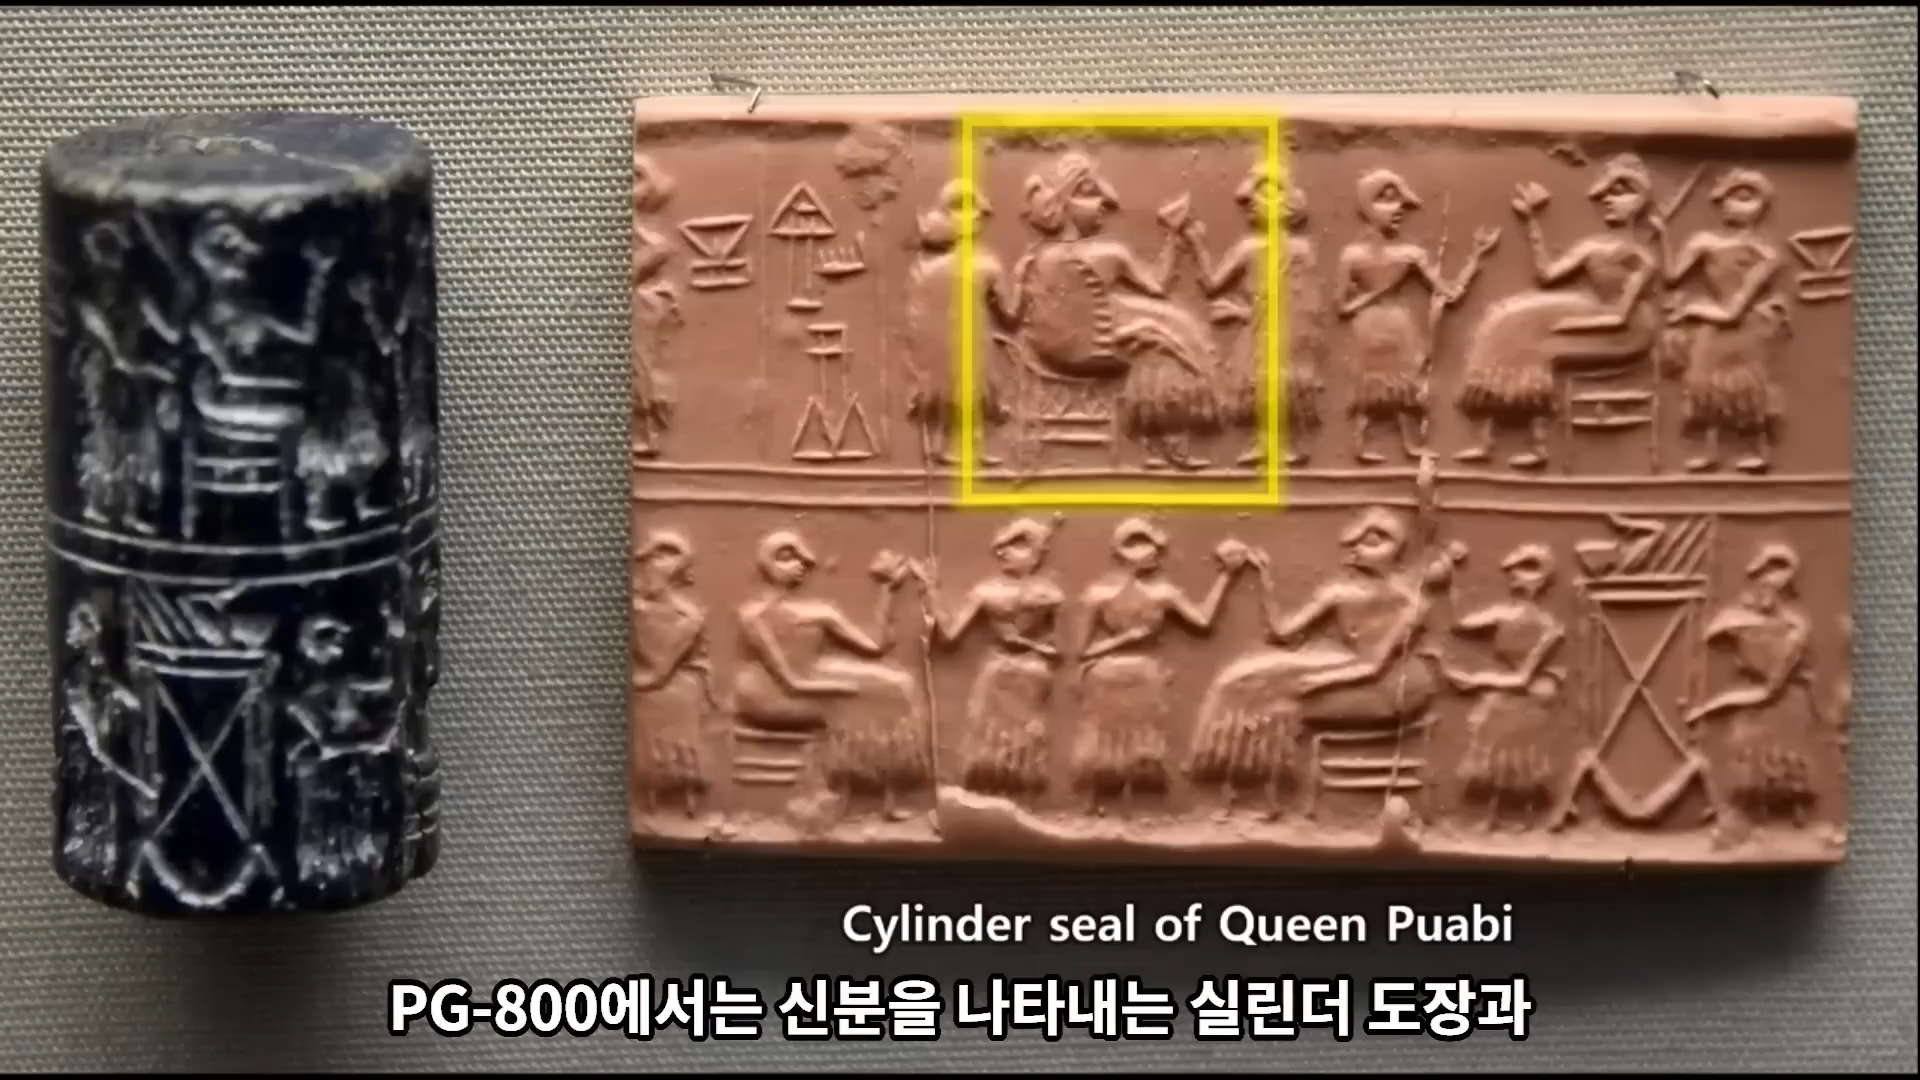 Cylinder seal of Queen Puabi
PG-800에서는 신분을 나타내는 실린더 도장과